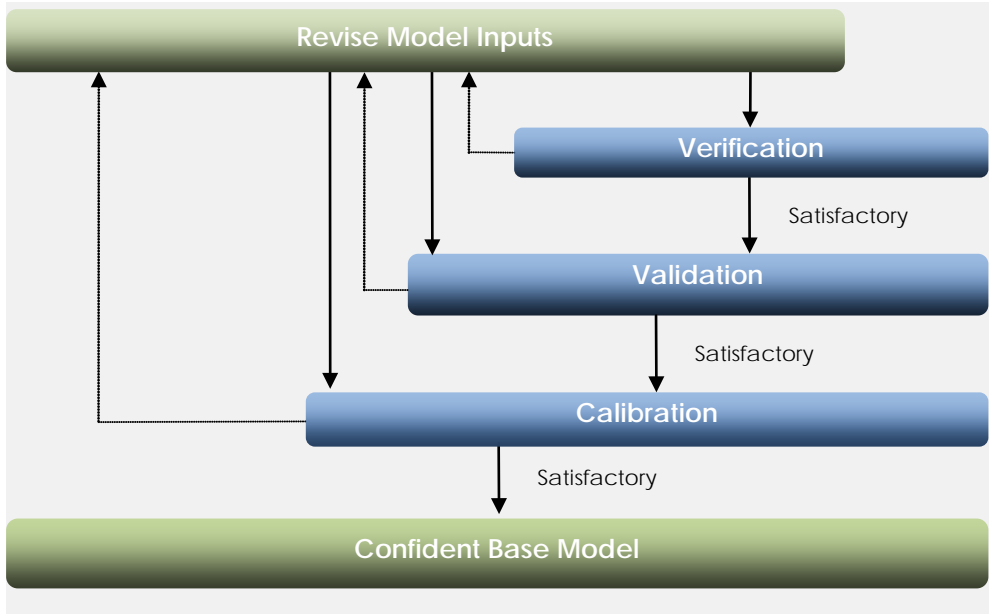 Revise Model Inputs
Verification
Satisfactory
Validation
Satisfactory
Calibration
Satisfactory
Confident Base Model